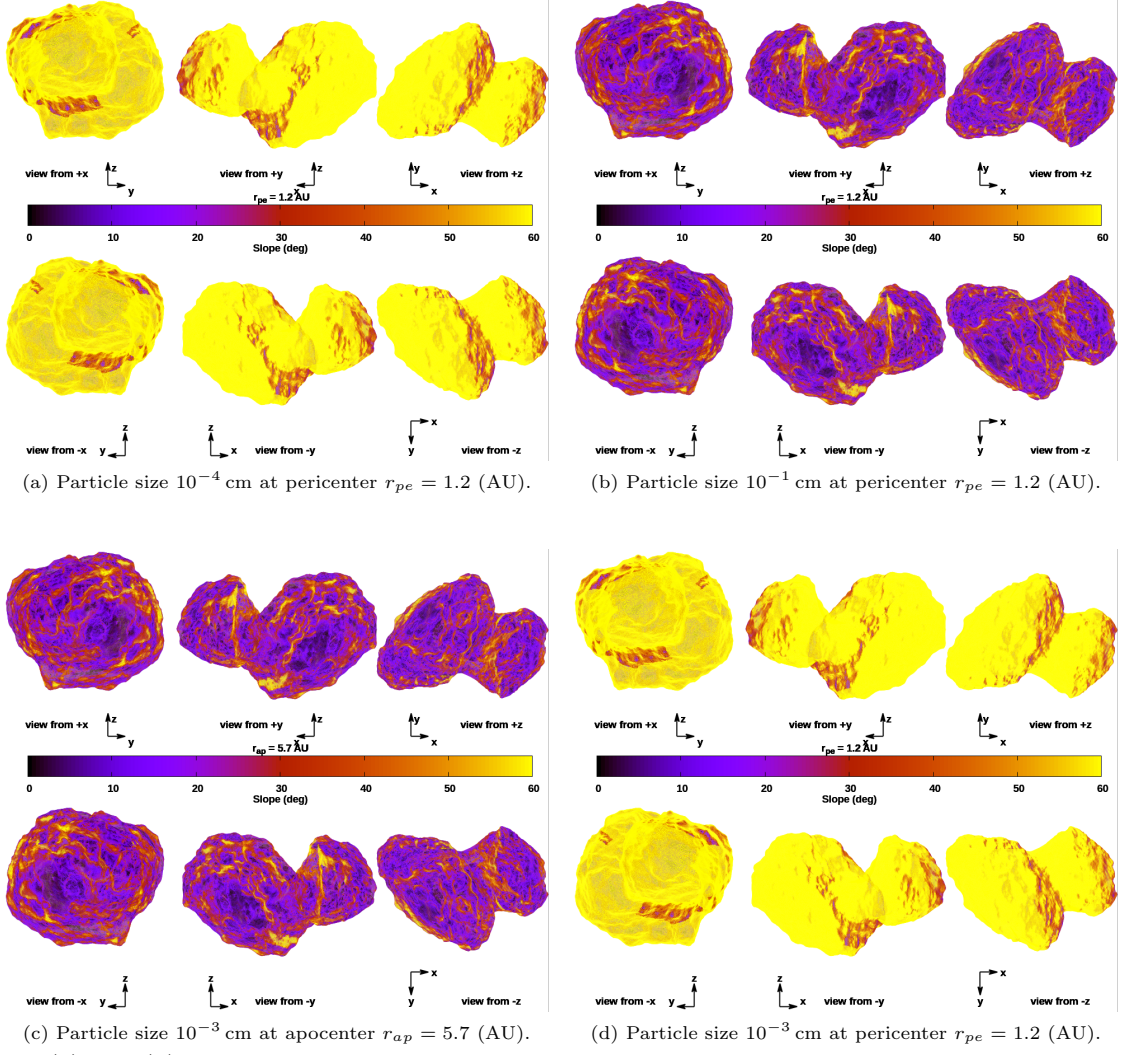 view from +x
z
y
view from +y
z
x
y
x
view from +z
r_pe = 1.2 AU
0 10 20 30 40 50 60
Slope (deg)
view from -x
z
y
z
x
view from -y
x
y
view from -z
(a) Particle size 10^−4 cm at pericenter r_pe = 1.2 (AU).
view from +x
z
y
view from +y
z
x
y
x
view from +z
r_pe = 1.2 AU
0 10 20 30 40 50 60
Slope (deg)
view from -x
z
y
z
x
view from -y
x
y
view from -z
(b) Particle size 10^−1 cm at pericenter r_pe = 1.2 (AU).
view from +x
z
y
view from +y
z
x
y
x
view from +z
r_ap = 5.7 AU
0 10 20 30 40 50 60
Slope (deg)
view from -x
z
y
z
x
view from -y
x
y
view from -z
(c) Particle size 10^−3 cm at apocenter r_ap = 5.7 (AU).
view from +x
z
y
view from +y
z
x
y
x
view from +z
r_pe = 1.2 AU
0 10 20 30 40 50 60
Slope (deg)
view from -x
z
y
z
x
view from -y
x
y
view from -z
(d) Particle size 10^−3 cm at pericenter r_pe = 1.2 (AU).